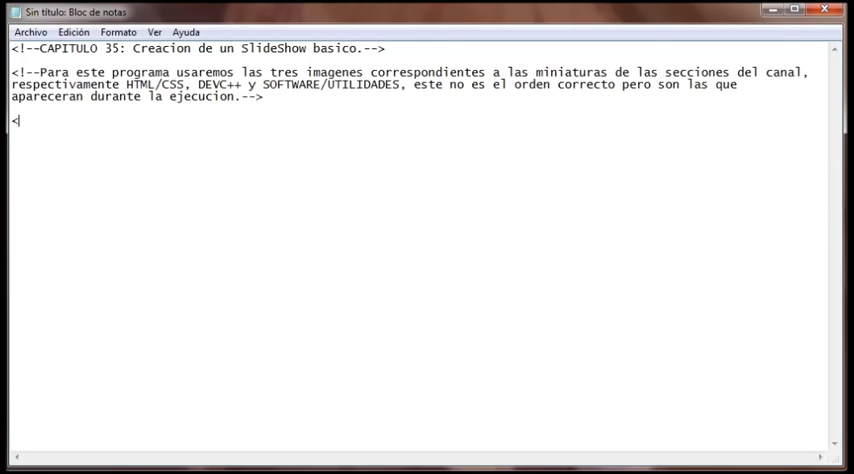 Sin título: Bloc de notas
Archivo Edición Formato Ver Ayuda
<!--CAPITULO 35: Creacion de un SlideShow basico.-->
<!--Para este programa usaremos las tres imagenes correspondientes a las miniaturas de las secciones del canal,
respectivamente HTML/CSS, DEVC++ y SOFTWARE/UTILIDADES, este no es el orden correcto pero son las que
apareceran durante la ejecucion.-->
<